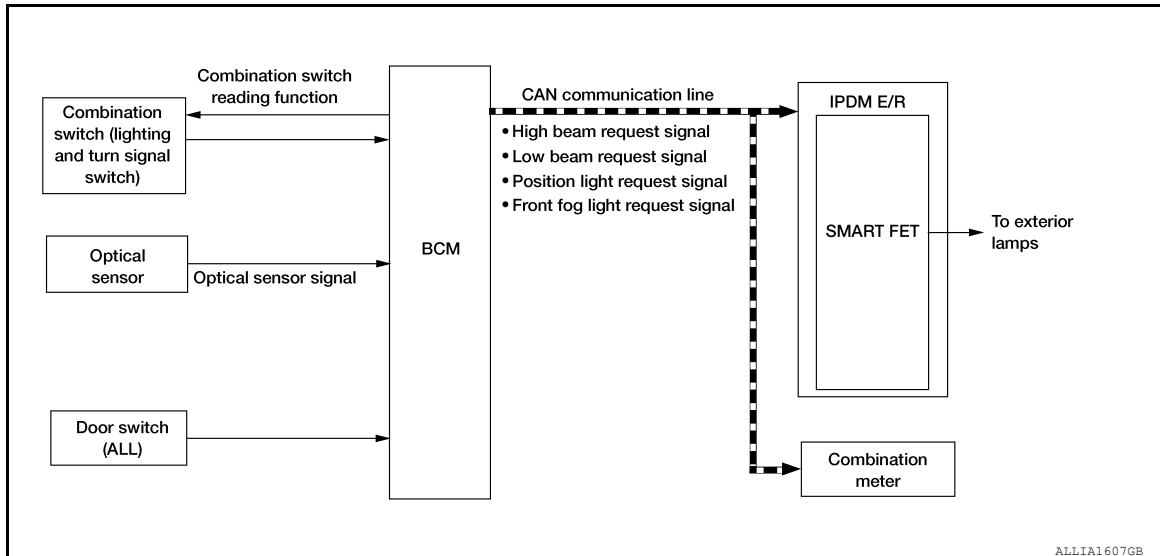 Combination switch
reading function
Combination
switch (lighting
and turn signal
switch)
Optical
sensor
Optical sensor signal
Door switch
(ALL)
BCM
CAN communication line
• High beam request signal
• Low beam request signal
• Position light request signal
• Front fog light request signal
IPDM E/R
SMART FET
To exterior
lamps
Combination
meter
ALLIA1607GB